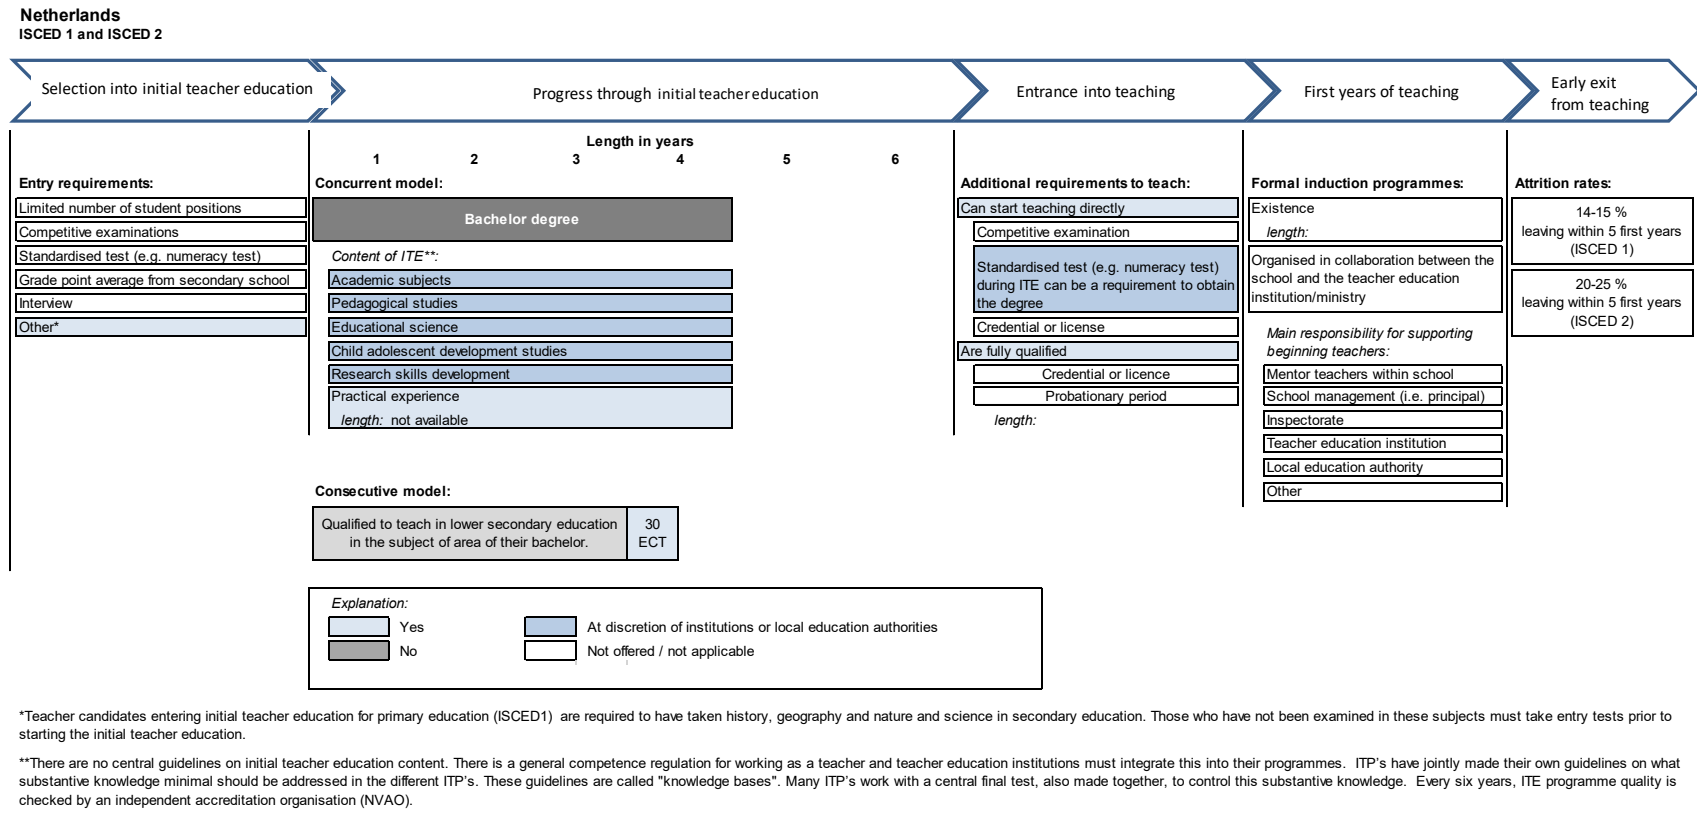 Netherlands
ISCED 1 and ISCED 2
Selection into initial teacher education
Progress through initial teacher education
Entrance into teaching
First years of teaching
Early exit
from teaching
Length in years
1 2 3 4 5 6
Entry requirements:
Limited number of student positions
Competitive examinations
Standardised test (e.g. numeracy test)
Grade point average from secondary school
Interview
Other*
Concurrent model:
Bachelor degree
Content of ITE**:
Academic subjects
Pedagogical studies
Educational science
Child adolescent development studies
Research skills development
Practical experience
length: not available
Consecutive model:
Qualified to teach in lower secondary education
in the subject of area of their bachelor.
30
ECT
Additional requirements to teach:
Can start teaching directly
Competitive examination
Standardised test (e.g. numeracy test)
during ITE can be a requirement to obtain
the degree
Credential or license
Are fully qualified
Credential or licence
Probationary period
length:
Formal induction programmes:
Existence
length:
Organised in collaboration between the
school and the teacher education
institution/ministry
Main responsibility for supporting
beginning teachers:
Mentor teachers within school
School management (i.e. principal)
Inspectorate
Teacher education institution
Local education authority
Other
Attrition rates:
14-15 %
leaving within 5 first years
(ISCED 1)
20-25 %
leaving within 5 first years
(ISCED 2)
Explanation:
Yes
At discretion of institutions or local education authorities
No
Not offered / not applicable
*Teacher candidates entering initial teacher education for primary education (ISCED1) are required to have taken history, geography and nature and science in secondary education. Those who have not been examined in these subjects must take entry tests prior to
starting the initial teacher education.
**There are no central guidelines on initial teacher education content. There is a general competence regulation for working as a teacher and teacher education institutions must integrate this into their programmes. ITP's have jointly made their own guidelines on what
substantive knowledge minimal should be addressed in the different ITP's. These guidelines are called "knowledge bases". Many ITP's work with a central final test, also made together, to control this substantive knowledge. Every six years, ITE programme quality is
checked by an independent accreditation organisation (NVAO).